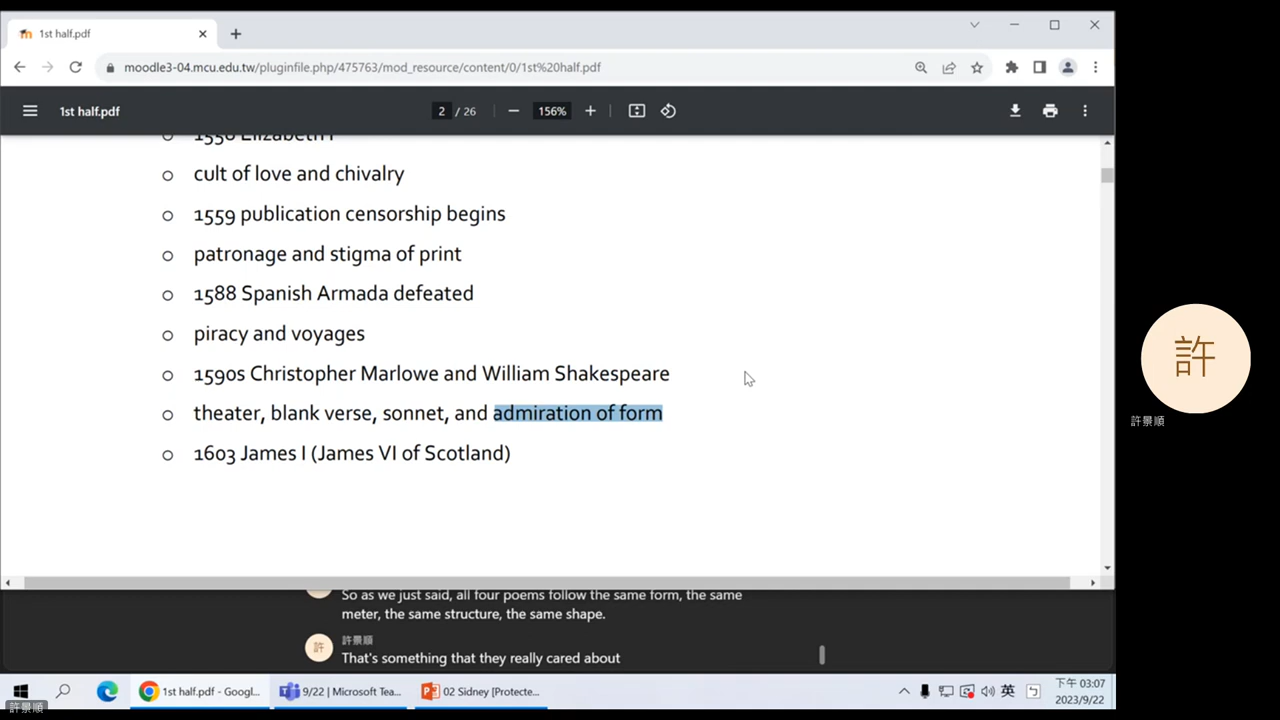 1st half.pdf
moodle3-04.mcu.edu.tw/pluginfile.php/475763/mod_resource/content/0/1st%20half.pdf
1st half.pdf
2 / 26
156%
1558 Elizabeth I
cult of love and chivalry
1559 publication censorship begins
patronage and stigma of print
1588 Spanish Armada defeated
piracy and voyages
1590s Christopher Marlowe and William Shakespeare
theater, blank verse, sonnet, and admiration of form
1603 James I (James VI of Scotland)
許
許景順
So as we just said, all four poems follow the same form, the same
meter, the same structure, the same shape.
許
許景順
That's something that they really cared about
1st half.pdf - Googl...
9/22 | Microsoft Tea...
02 Sidney [Protecte...
英
下午 03:07
2023/9/22
許景順